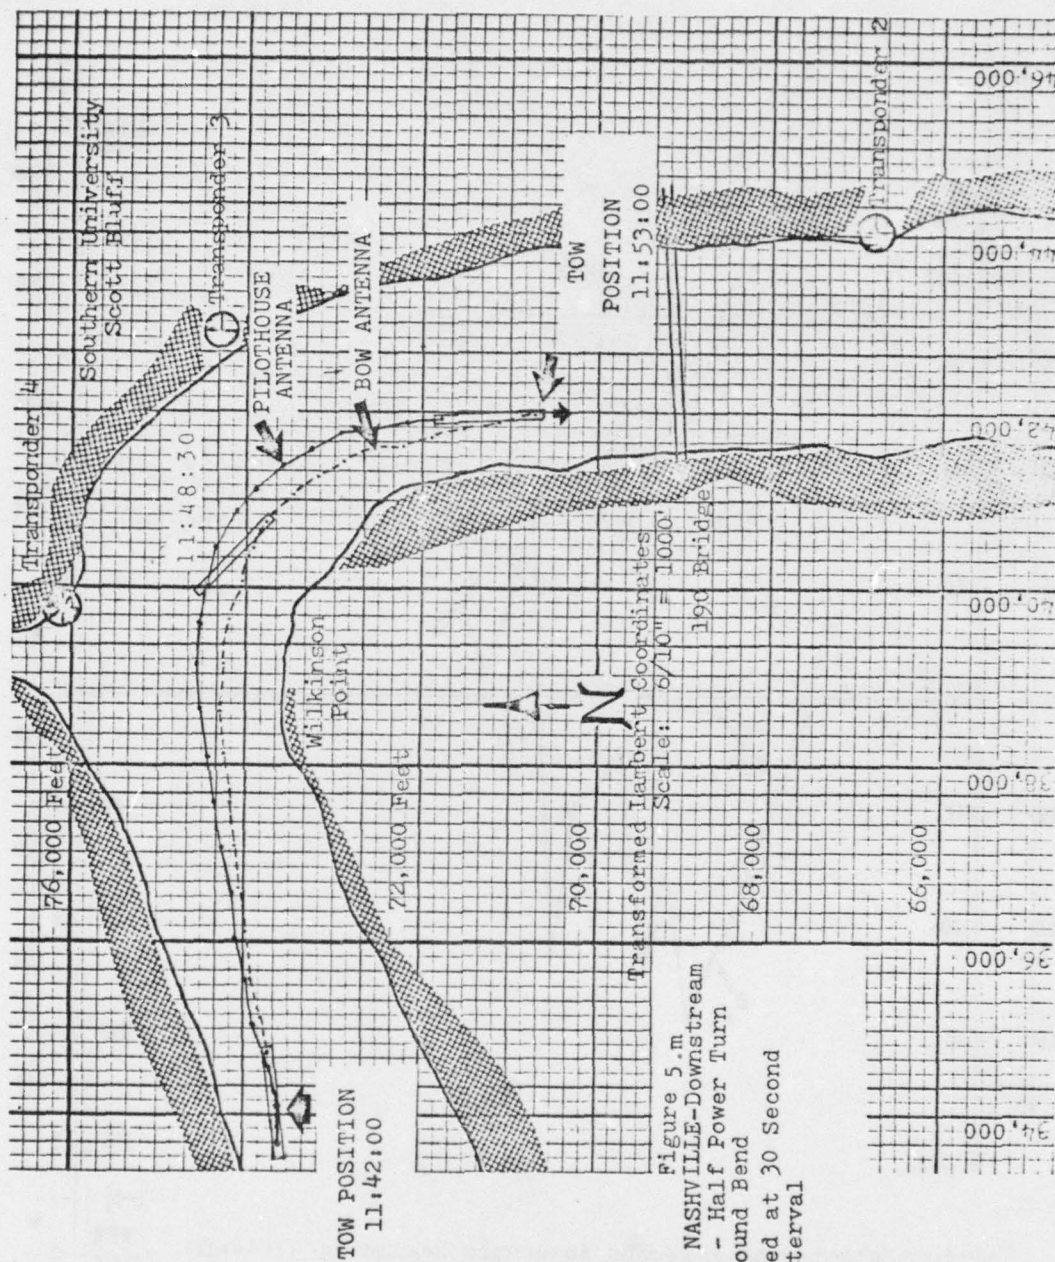 Transponder 4
Southern University
Scott Bluff
Transponder 3
11:48:30
PILOTHOUSE
ANTENNA
BOW ANTENNA
TOW
POSITION
11:53:00
Transponder 2
46,000
44,000
42,000
40,000
38,000
36,000
34,000
76,000 Feet
72,000 Feet
70,000
68,000
66,000
Wilkinson
Point
N
Transformed Lambert Coordinates
Scale: 6/10" = 1000'
190 Bridge
TOW POSITION
11:42:00
Figure 5.m
NASHVILLE-Downstream
- Half Power Turn
ound Bend
ed at 30 Second
terval